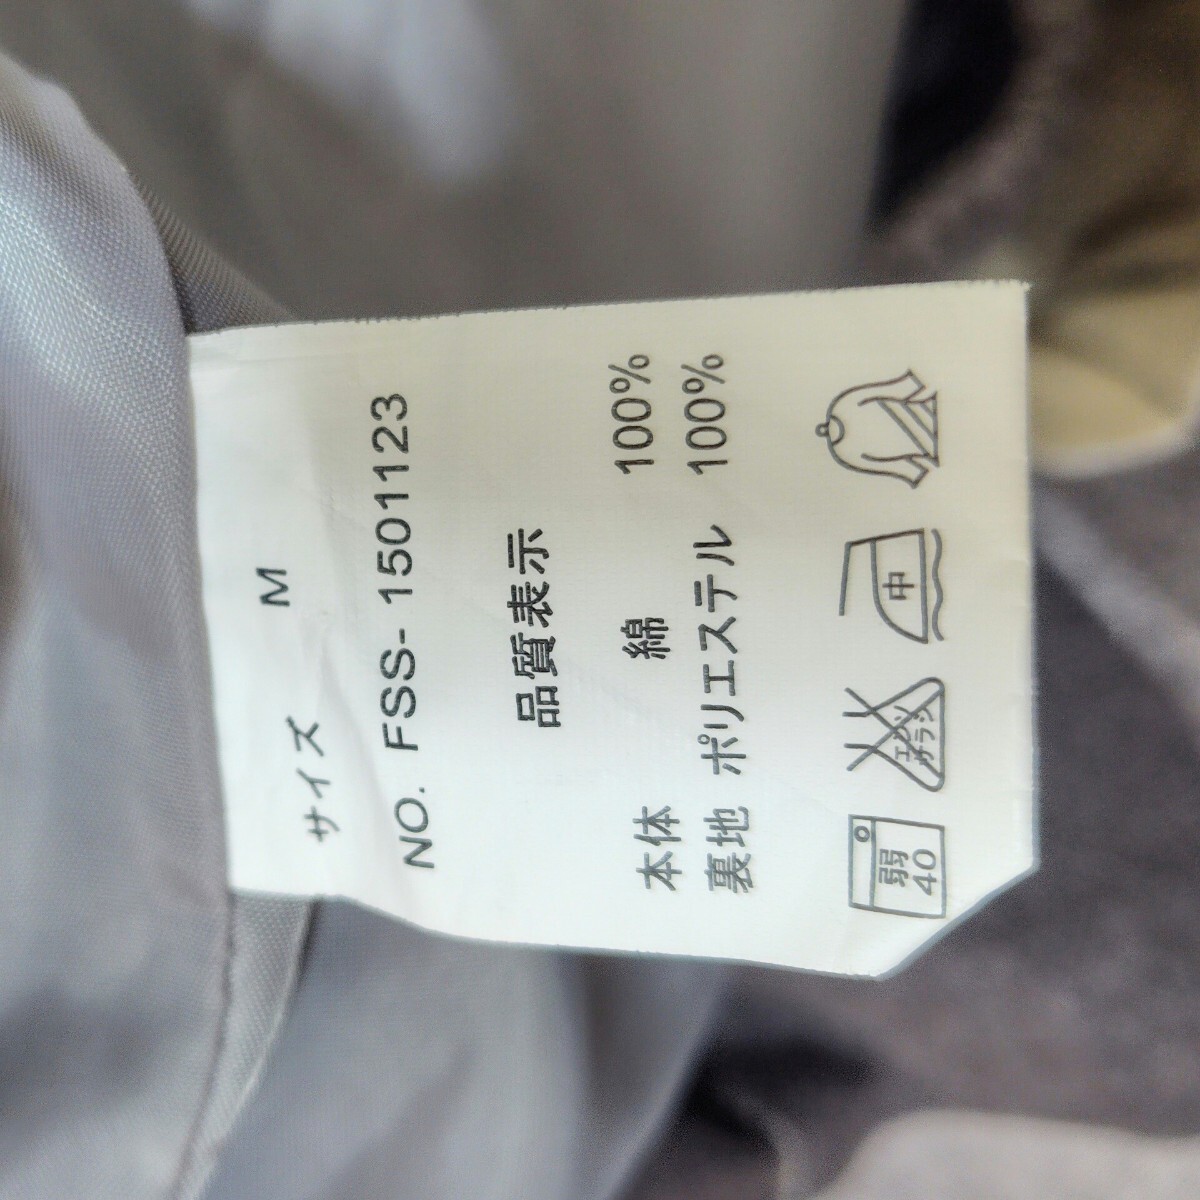 サイズ M
NO. FSS-1501123
品質表示
本体 綿 100%
裏地 ポリエステル 100%
弱 40 エンソ サラシ 中